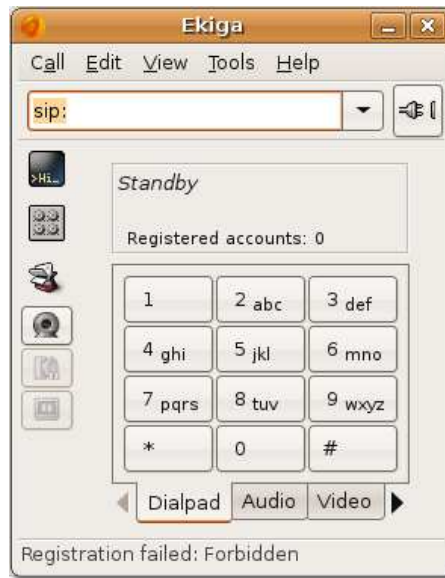 Ekiga
Call Edit View Tools Help
sip:
>Hi_
Standby
Registered accounts: 0
1 2 abc 3 def
4 ghi 5 jkl 6 mno
7 pqrs 8 tuv 9 wxyz
* 0 #
Dialpad Audio Video
Registration failed: Forbidden